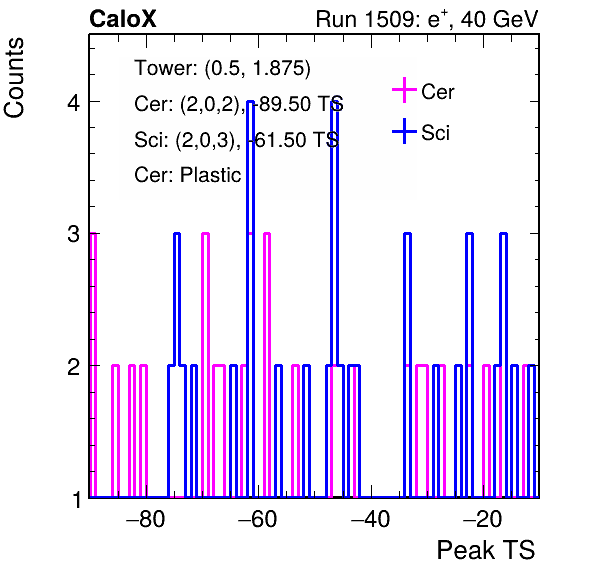 CaloX Run 1509: e+, 40 GeV
Counts
Tower: (0.5, 1.875)
Cer: (2,0,2), -89.50 TS
Sci: (2,0,3), -61.50 TS
Cer: Plastic
Cer
Sci
4
3
2
1
−80 −60 −40 −20
Peak TS